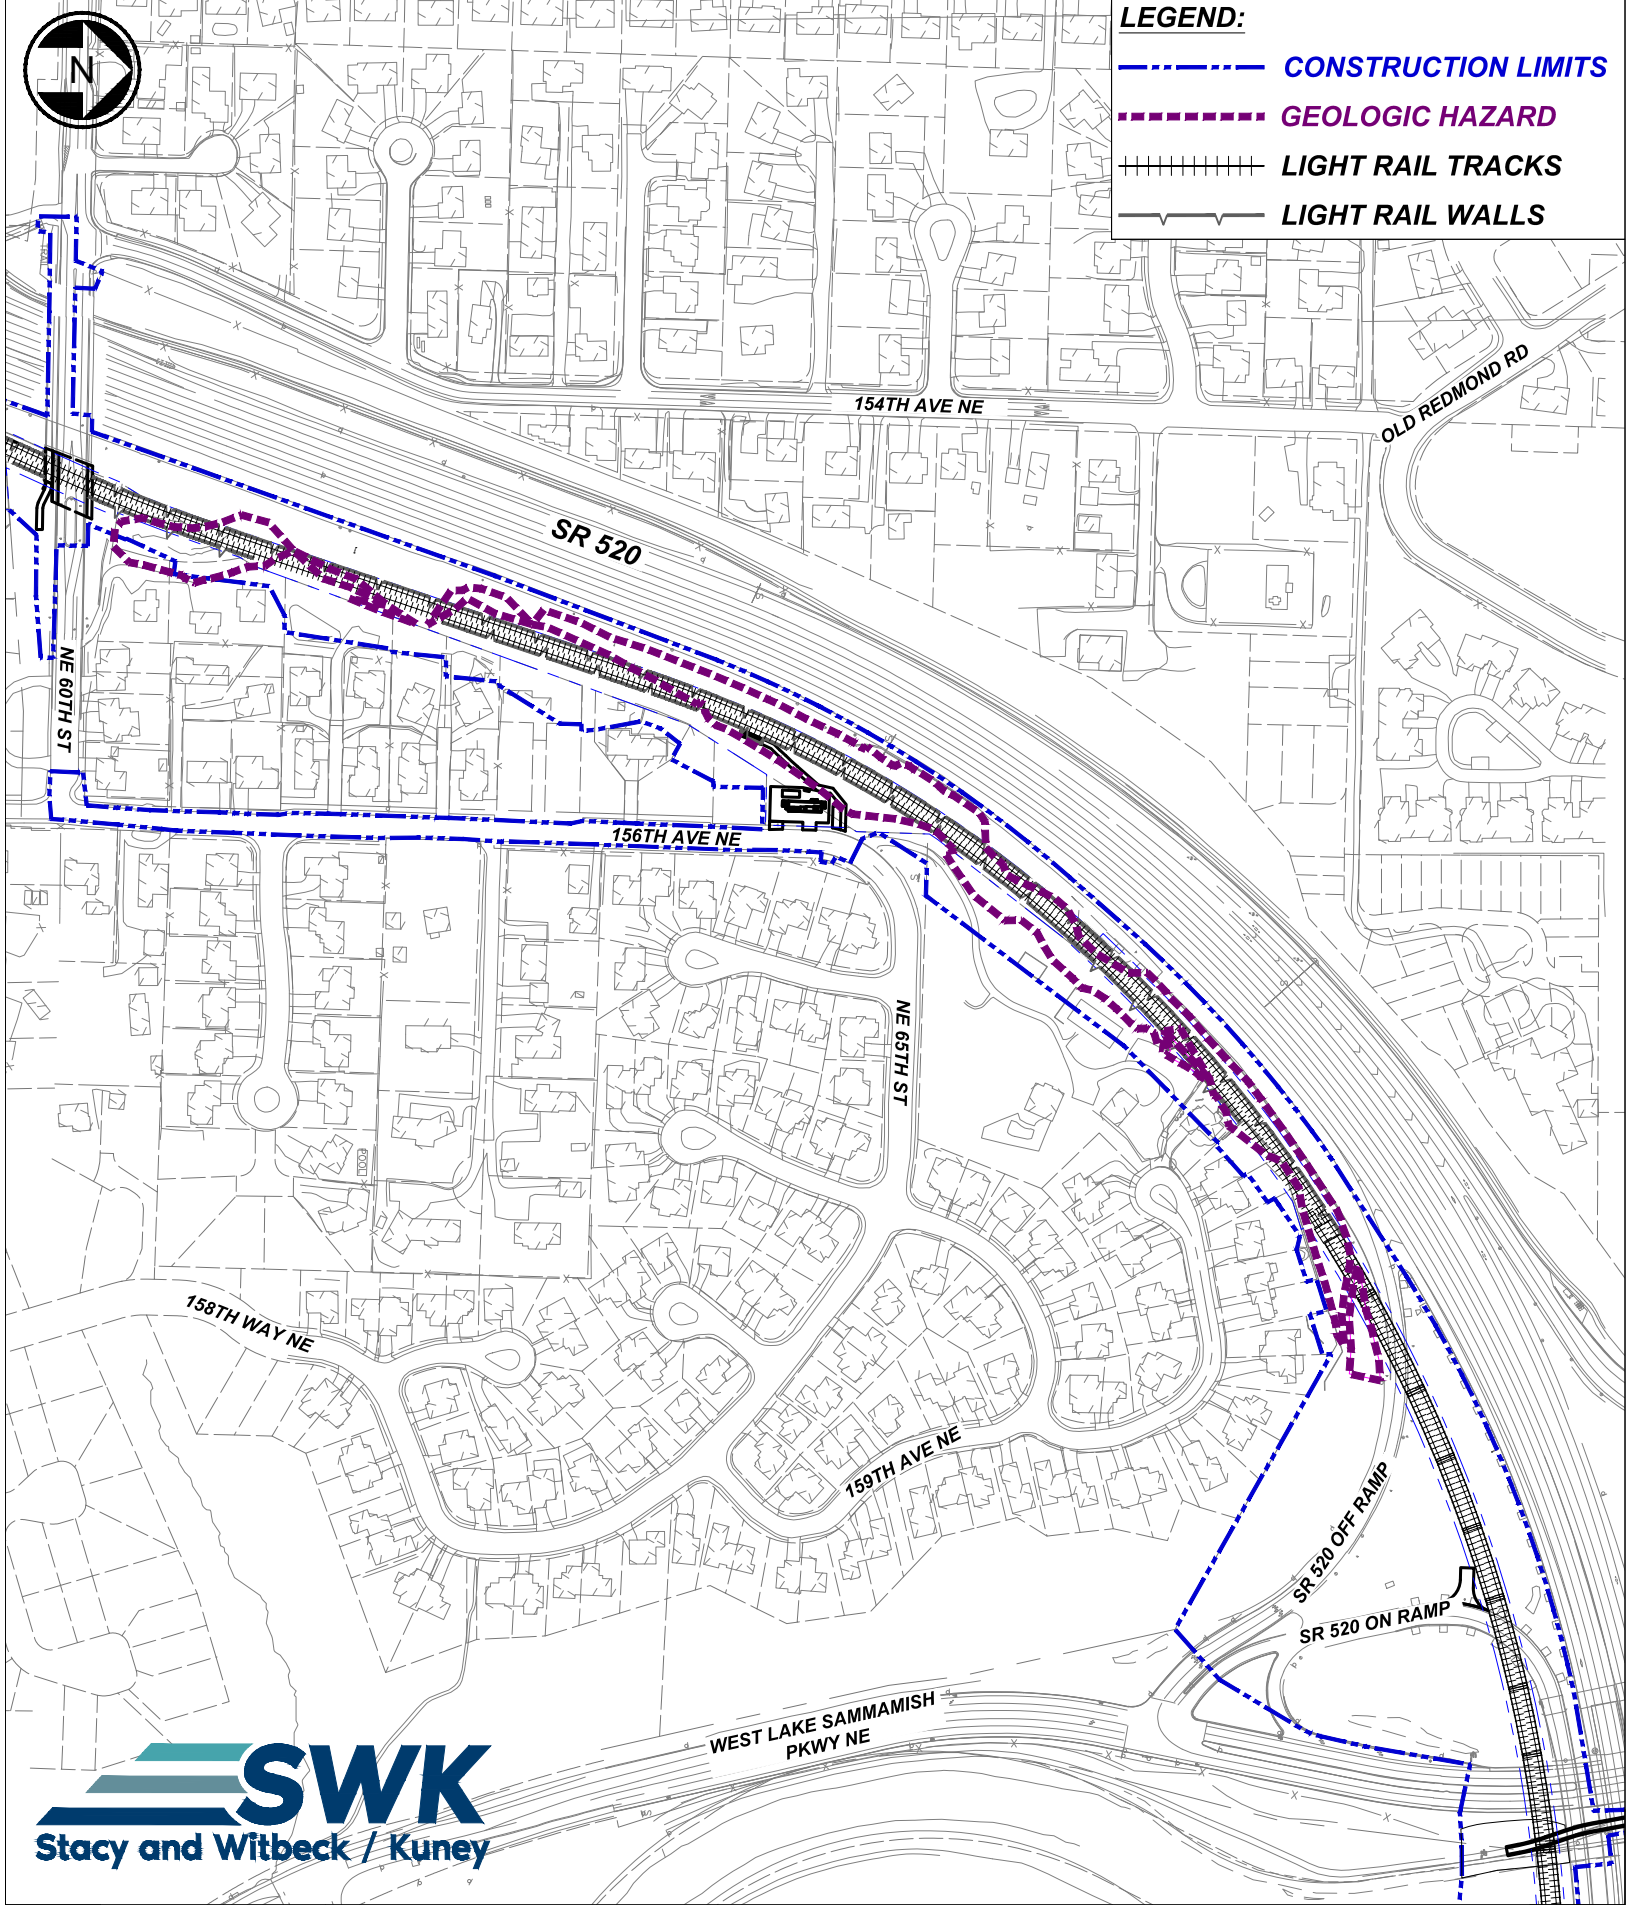 N
LEGEND:
CONSTRUCTION LIMITS
GEOLOGIC HAZARD
LIGHT RAIL TRACKS
LIGHT RAIL WALLS
154TH AVE NE
OLD REDMOND RD
SR 520
NE 60TH ST
156TH AVE NE
NE 65TH ST
POOL
158TH WAY NE
159TH AVE NE
SR 520 OFF RAMP
SR 520 ON RAMP
WEST LAKE SAMMAMISH
PKWY NE
SWK
Stacy and Witbeck / Kuney